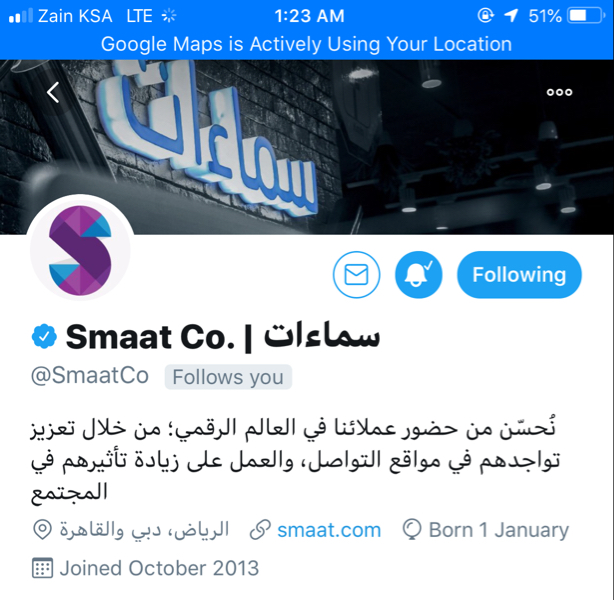 Zain KSA LTE 1:23 AM 51%
Google Maps is Actively Using Your Location
سماءات
Following
Smaat Co. | سماءات
@SmaatCo Follows you
نُحسّن من حضور عملائنا في العالم الرقمي؛ من خلال تعزيز
تواجدهم في مواقع التواصل، والعمل على زيادة تأثيرهم في
المجتمع
الرياض، دبي والقاهرة smaat.com Born 1 January
Joined October 2013